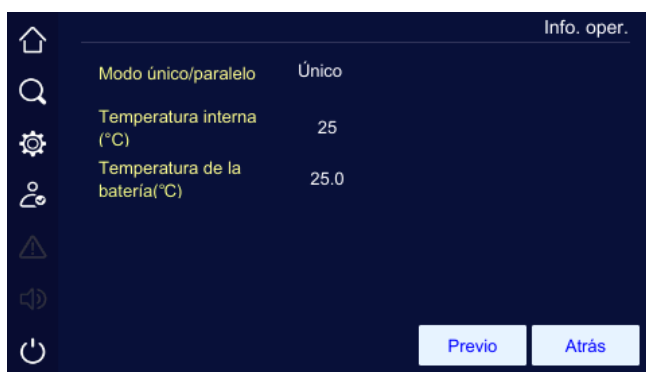 Info. oper.
Modo único/paralelo Único
Temperatura interna
(°C) 25
Temperatura de la
batería(°C) 25.0
Previo Atrás